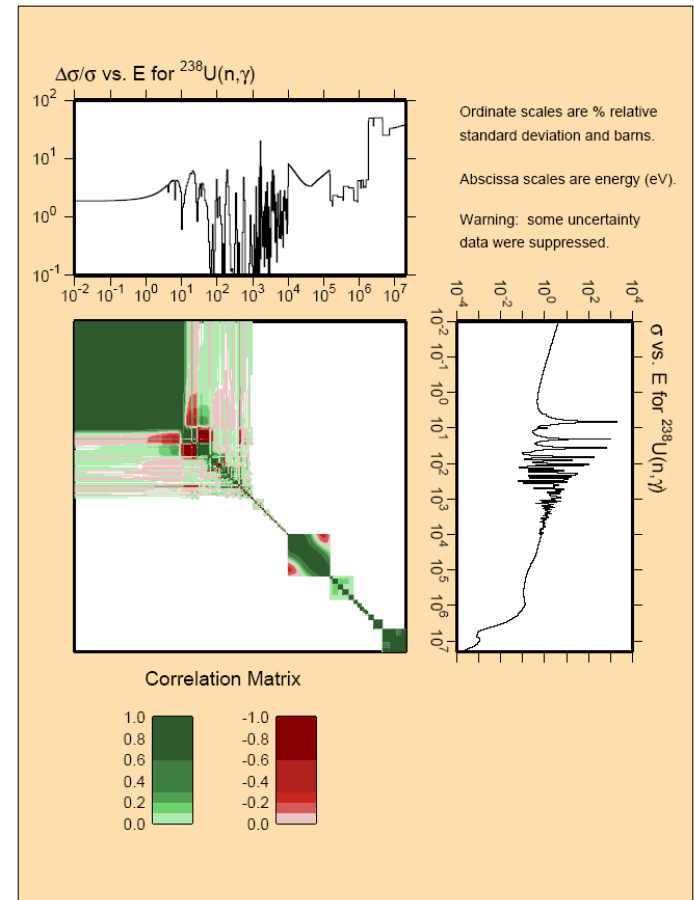 Δσ/σ vs. E for ²³⁸U(n,γ)
10²
10¹
10⁰
10⁻¹
10⁻² 10⁻¹ 10⁰ 10¹ 10² 10³ 10⁴ 10⁵ 10⁶ 10⁷
Ordinate scales are % relative
standard deviation and barns.
Abscissa scales are energy (eV).
Warning: some uncertainty
data were suppressed.
10⁻⁴ 10⁻² 10⁰ 10² 10⁴
σ vs. E for ²³⁸U(n,γ)
10⁻²
10⁻¹
10⁰
10¹
10²
10³
10⁴
10⁵
10⁶
10⁷
Correlation Matrix
1.0 -1.0
0.8 -0.8
0.6 -0.6
0.4 -0.4
0.2 -0.2
0.0 0.0